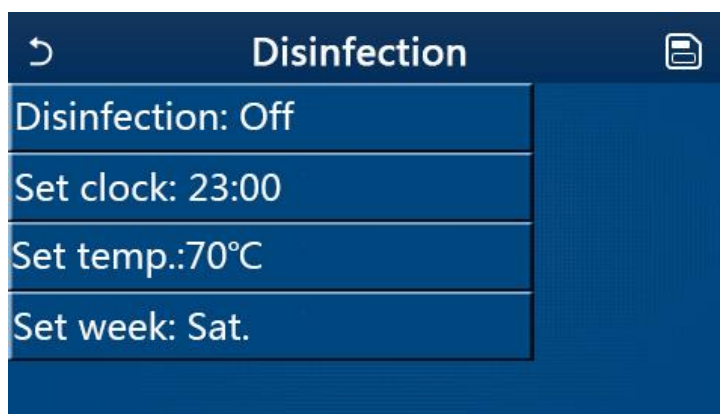 Disinfection
Disinfection: Off
Set clock: 23:00
Set temp.:70℃
Set week: Sat.